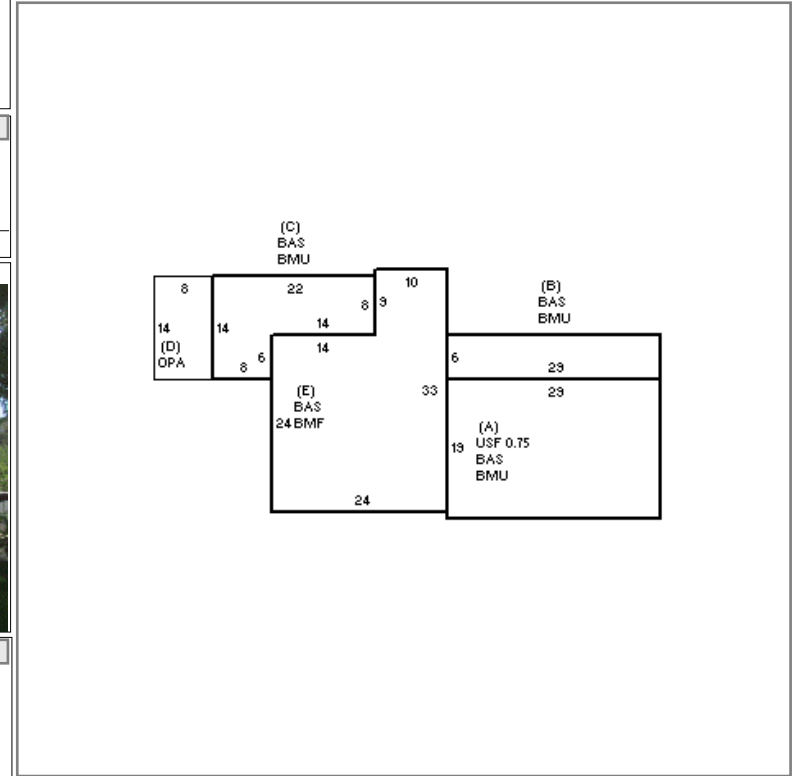 (C)
BAS
BMU
10
8
22
(B)
BAS
BMU
8
9
14
14
14
(D)
OPA
14
6
8
6
29
29
(E)
BAS
24 BMF
33
(A)
19
USF 0.75
BAS
BMU
24